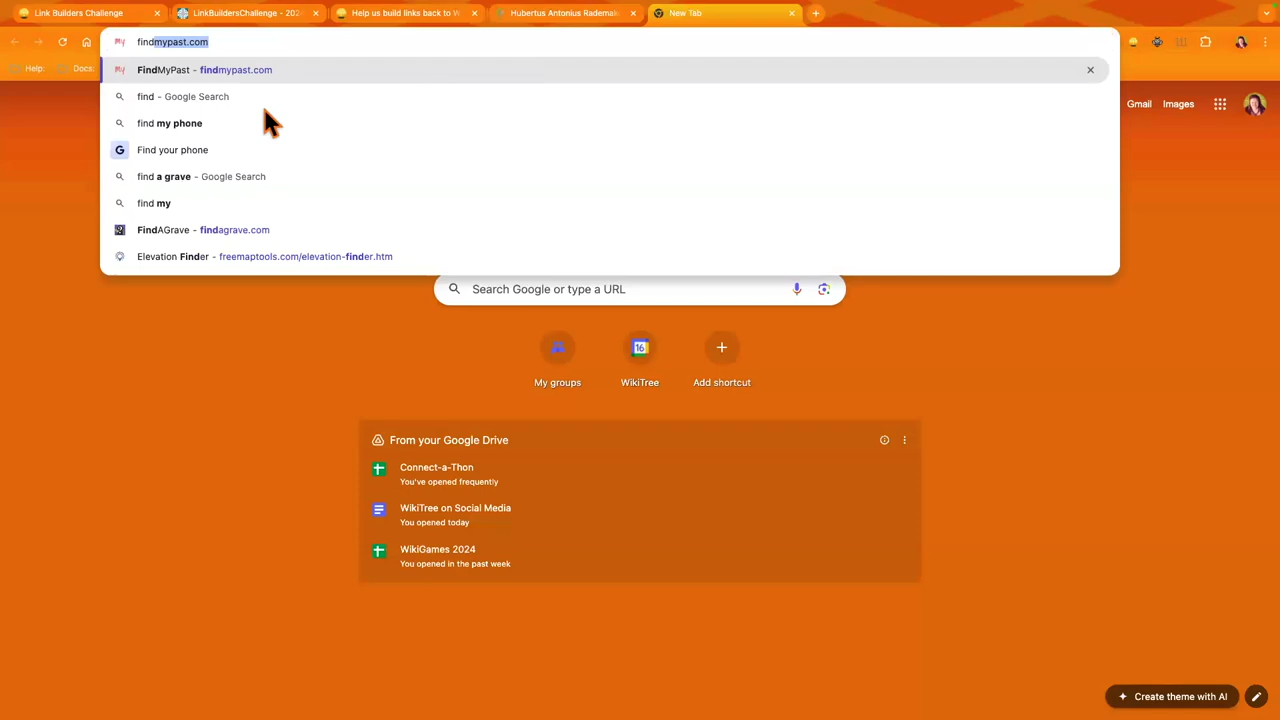 Link Builders Challenge
LinkBuildersChallenge - 202
Help us build links back to W
Hubertus Antonius Rademak
New Tab
My findmypast.com
Help:
Docs:
My FindMyPast - findmypast.com
find - Google Search
find my phone
G Find your phone
find a grave - Google Search
find my
FindAGrave - findagrave.com
Elevation Finder - freemaptools.com/elevation-finder.htm
Gmail
Images
Search Google or type a URL
16
My groups
WikiTree
Add shortcut
From your Google Drive
Connect-a-Thon
You've opened frequently
WikiTree on Social Media
You opened today
WikiGames 2024
You opened in the past week
Create theme with AI